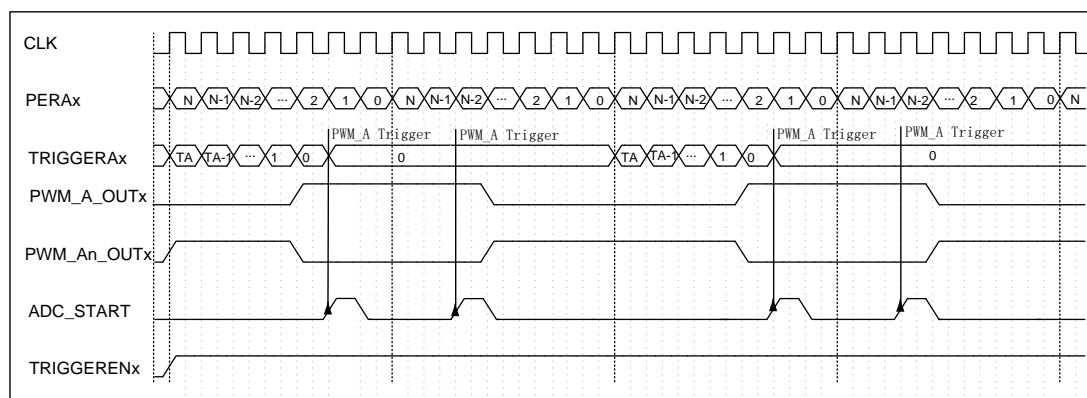 CLK
PERAx N N-1 N-2 ... 2 1 0 N N-1 N-2 ... 2 1 0 N N-1 N-2 ... 2 1 0 N N-1 N-2 ... 2 1 0 N
PWM_A Trigger PWM_A Trigger PWM_A Trigger PWM_A Trigger
TRIGGERAx TA TA-1 ... 1 0 0 TA TA-1 ... 1 0 0
PWM_A_OUTx
PWM_An_OUTx
ADC_START
TRIGGERENx